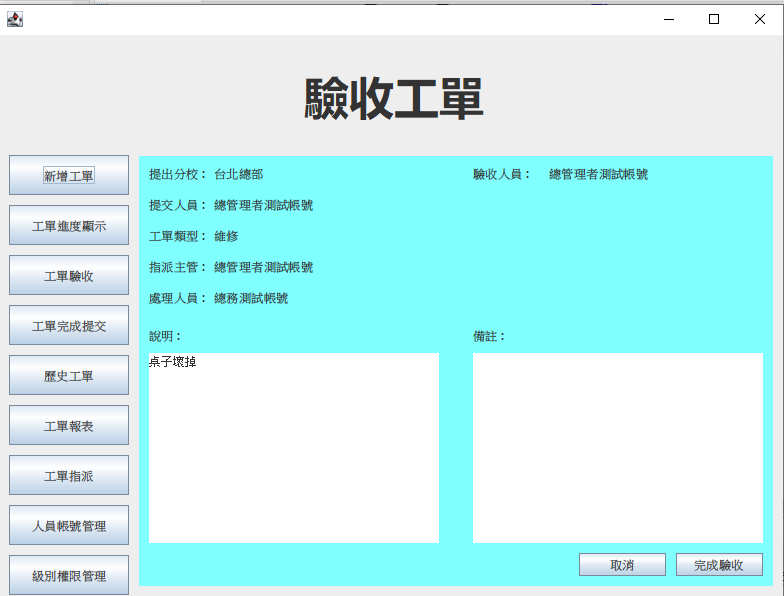 驗收工單
新增工單
工單進度顯示
工單驗收
工單完成提交
歷史工單
工單報表
工單指派
人員帳號管理
級別權限管理
提出分校： 台北總部
驗收人員： 總管理者測試帳號
提交人員： 總管理者測試帳號
工單類型： 維修
指派主管： 總管理者測試帳號
處理人員： 總務測試帳號
說明：
備註：
桌子壞掉
取消
完成驗收